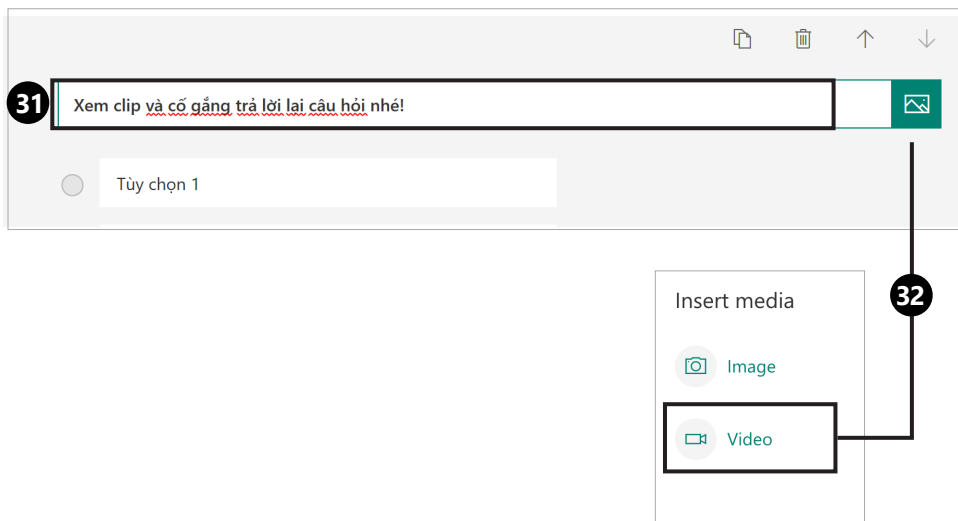 31
Xem clip và cố gắng trả lời lại câu hỏi nhé!
Tùy chọn 1
32
Insert media
Image
Video